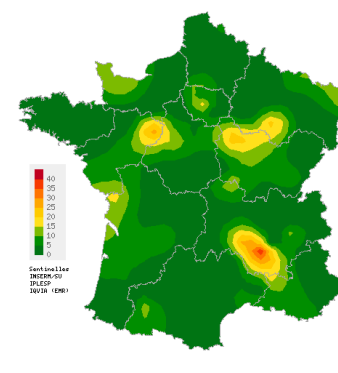 40
35
30
25
20
15
10
5
0
Sentinelles
INSERM/SU
IPLESP
IQVIA (EMR)